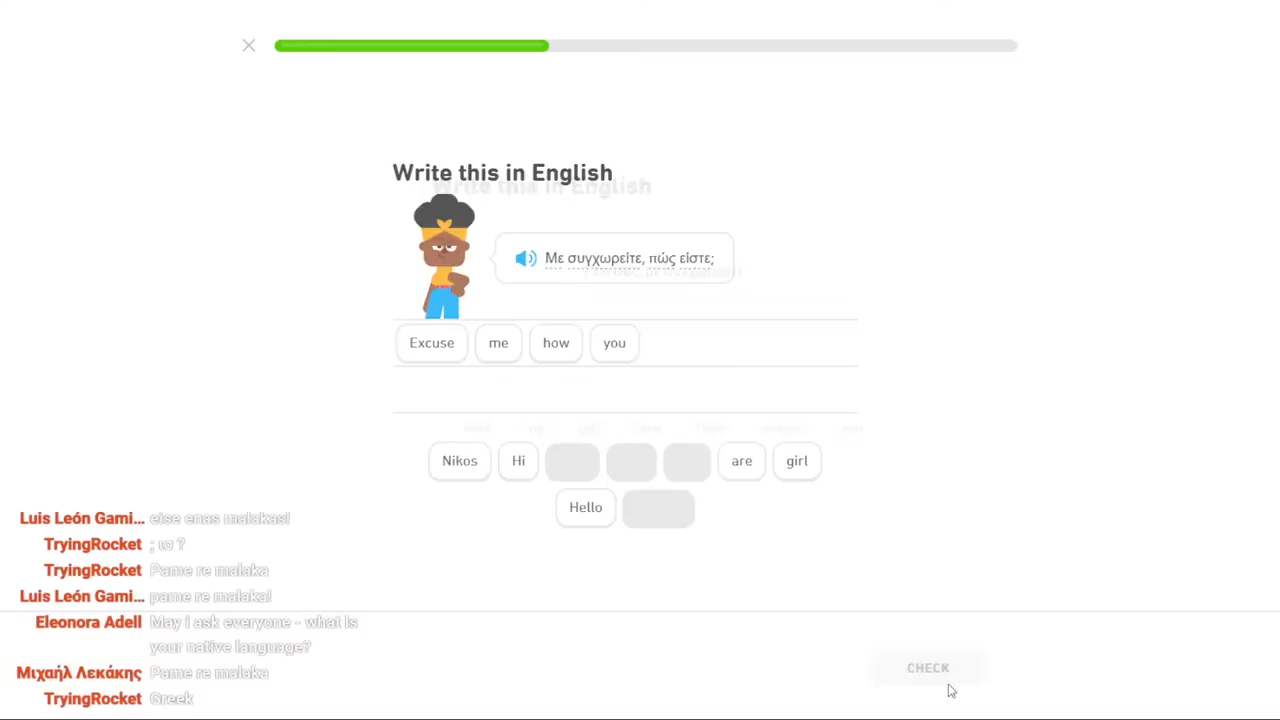 Write this in English
Με συγχωρείτε, πώς είστε;
Excuse me how you
Nikos Hi are girl
Hello
Luis León Gami... eise enas malakas!
TryingRocket ; ισ ?
TryingRocket Pame re malaka
Luis León Gami... pame re malaka!
Eleonora Adell May i ask everyone - what is
your native language?
Μιχαήλ Λεκάκης Pame re malaka
TryingRocket Greek
CHECK